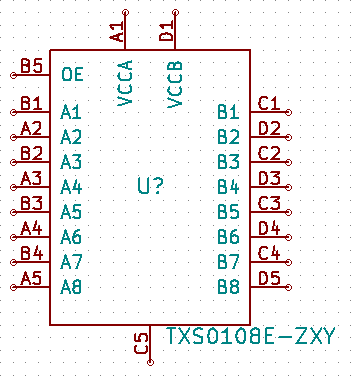 A1 D1
VCCA VCCB
B5 OE
B1 A1 B1 C1
A2 A2 B2 D2
B2 A3 B3 C2
A3 A4 B4 D3
U?
B3 A5 B5 C3
A4 A6 B6 D4
B4 A7 B7 C4
A5 A8 B8 D5
C5
TXS0108E-ZXY